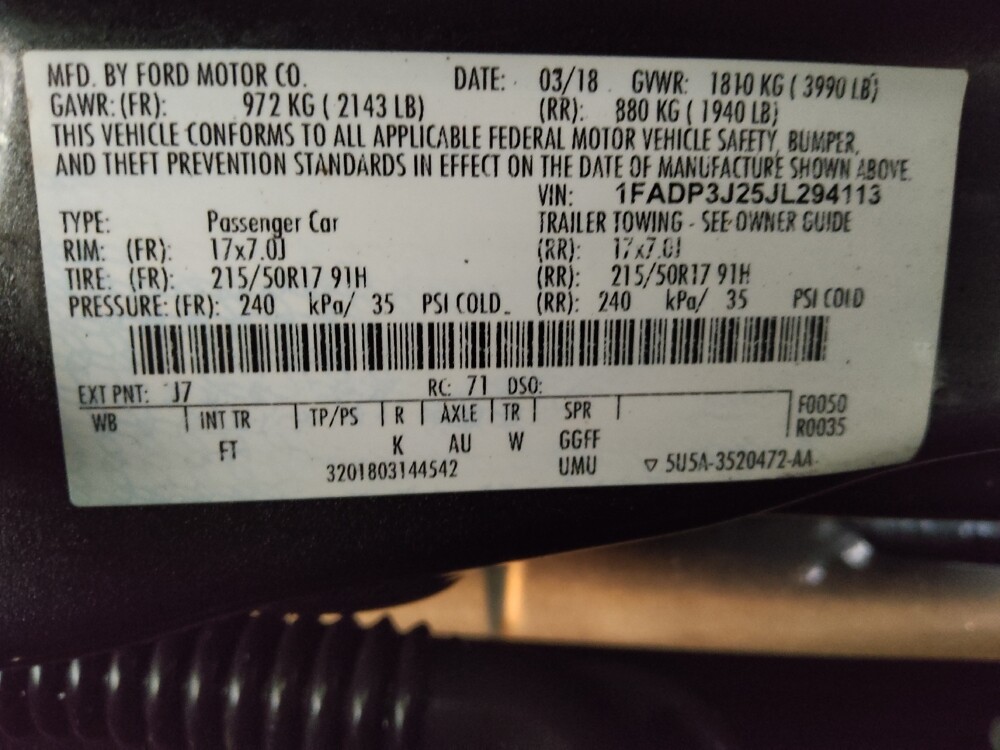 MFD. BY FORD MOTOR CO. DATE: 03/18 GVWR: 1810 KG ( 3990 LB)
GAWR: (FR): 972 KG ( 2143 LB) (RR): 880 KG ( 1940 LB)
THIS VEHICLE CONFORMS TO ALL APPLICABLE FEDERAL MOTOR VEHICLE SAFETY, BUMPER,
AND THEFT PREVENTION STANDARDS IN EFFECT ON THE DATE OF MANUFACTURE SHOWN ABOVE.
VIN: 1FADP3J25JL294113
TYPE: Passenger Car TRAILER TOWING - SEE OWNER GUIDE
RIM: (FR): 17x7.0J (RR): 17x7.0J
TIRE: (FR): 215/50R17 91H (RR): 215/50R17 91H
PRESSURE: (FR): 240 kPa/ 35 PSI COLD (RR): 240 kPa/ 35 PSI COLD
EXT PNT: J7 RC: 71 DSO:
WB INT TR TP/PS R AXLE TR SPR F0050
R0035
FT K AU W GGFF
3201803144542 UMU ▽ 5U5A-3520472-AA